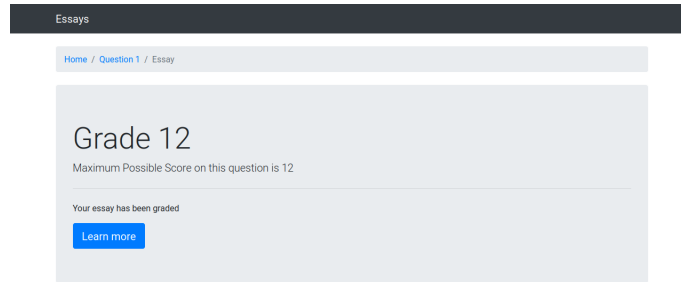 Essays
Home / Question 1 / Essay
Grade 12
Maximum Possible Score on this question is 12
Your essay has been graded
Learn more